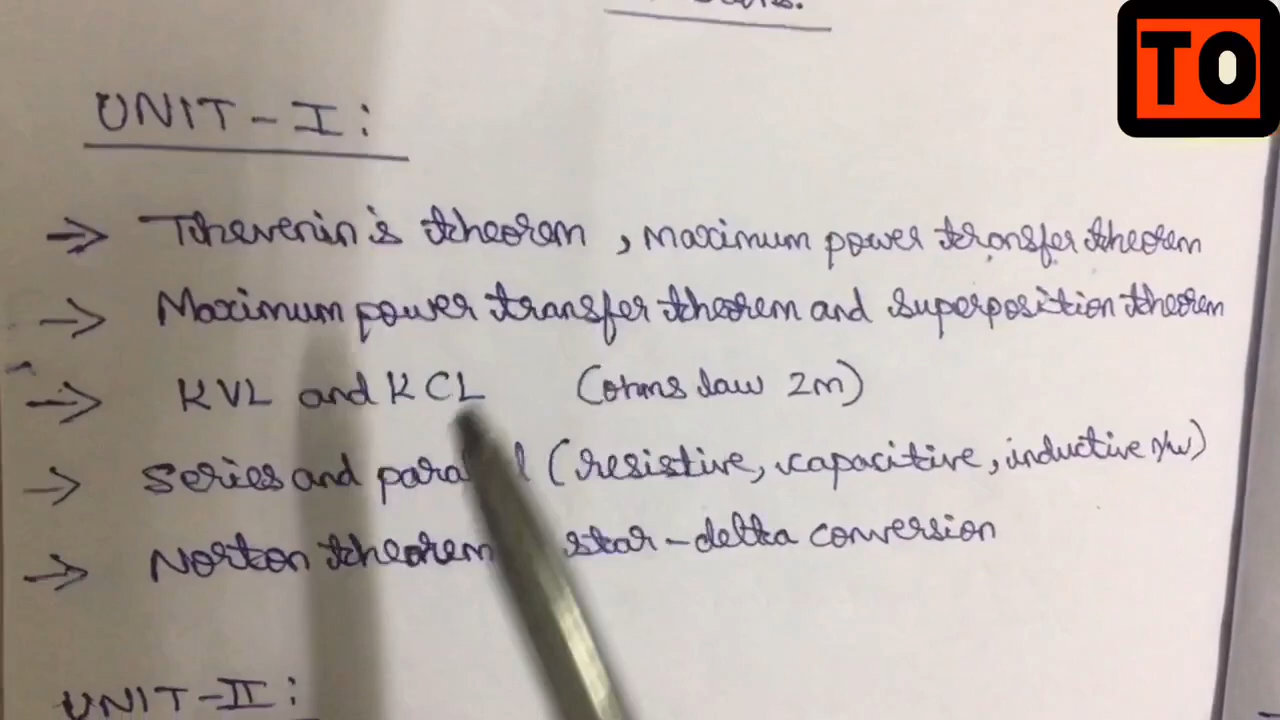 TO
UNIT-I:
→ Thevenin's theorem, Maximum power transfer theorem
→ Maximum power transfer theorem and superposition theorem
→ KVL and KCL (ohms law 2m)
→ series and (resistive, capacitive, inductive n/w)
→ Norton theorem star-delta conversion
UNIT-II: